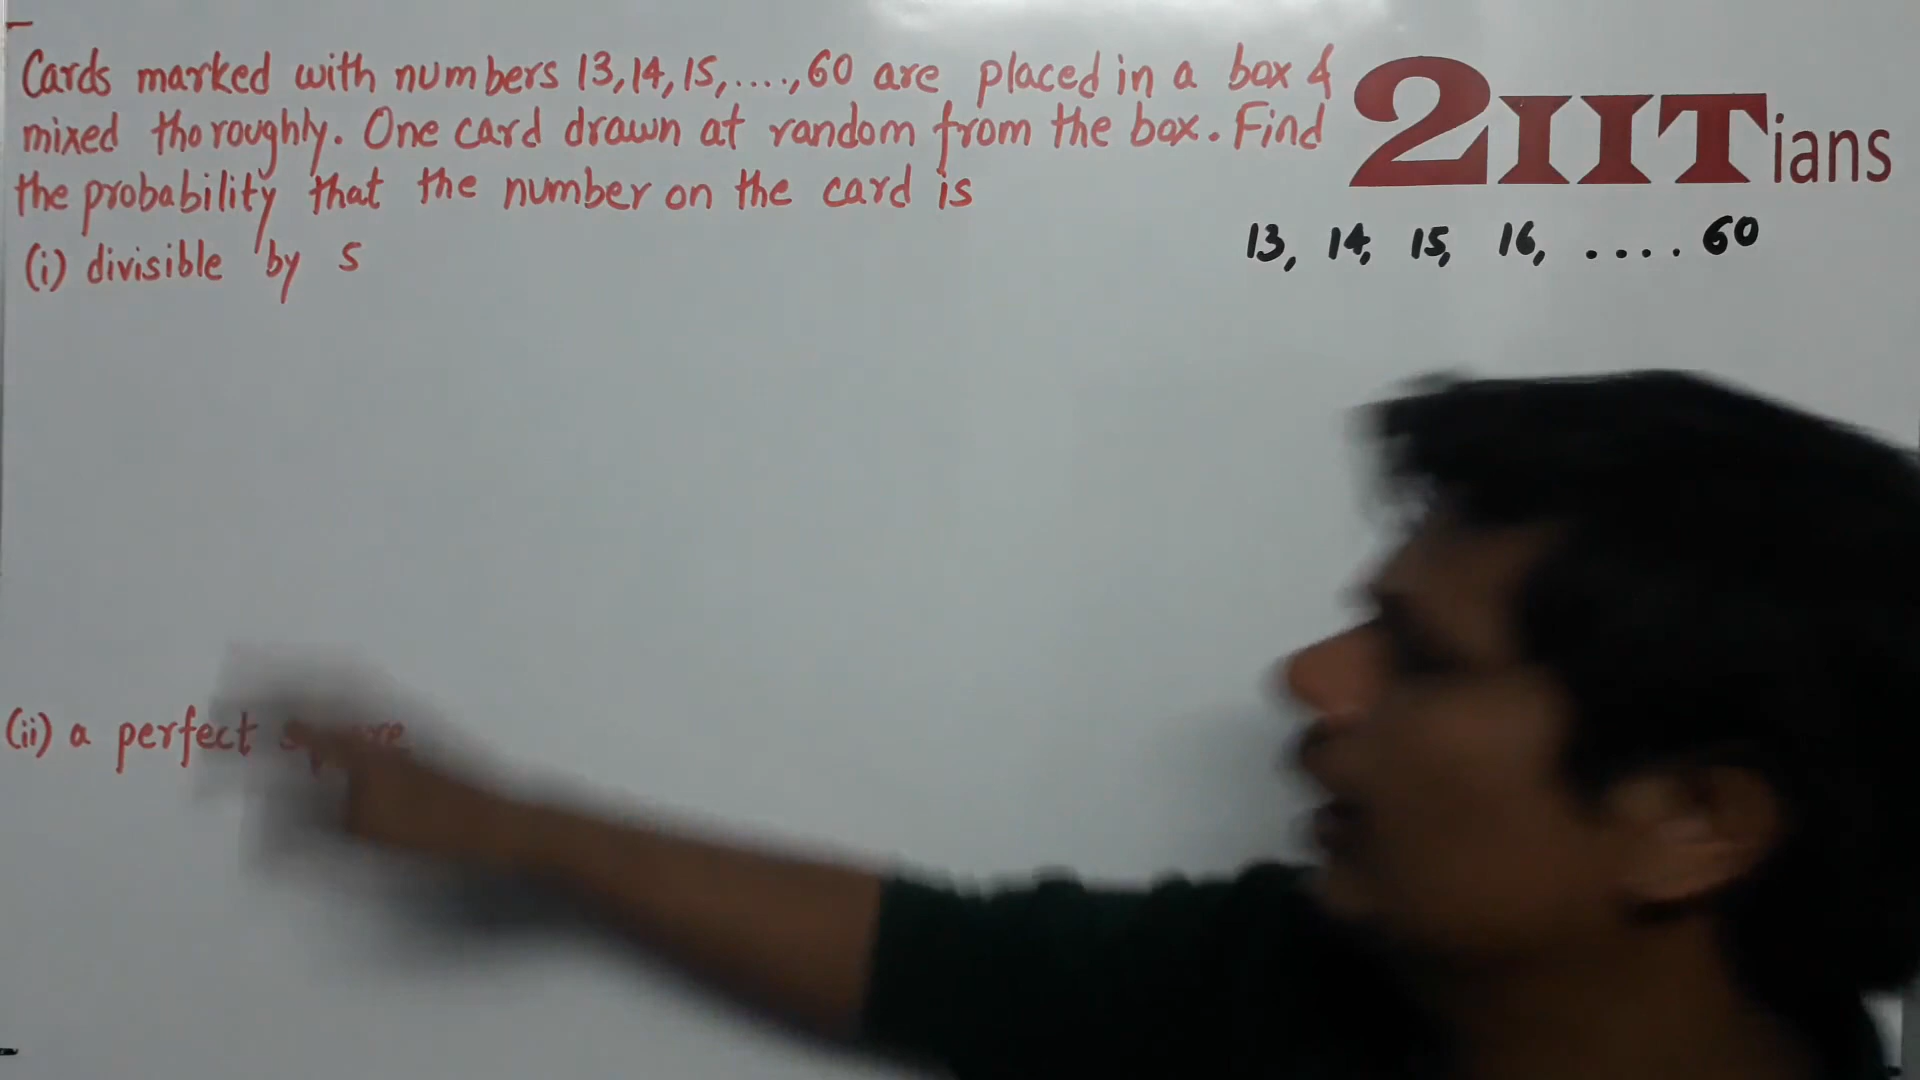 Cards marked with numbers 13,14,15,....,60 are placed in a box &
mixed thoroughly. One card drawn at random from the box. Find
the probability that the number on the card is
(i) divisible by 5
2IITians
13, 14, 15, 16, .... 60
(ii) a perfect square